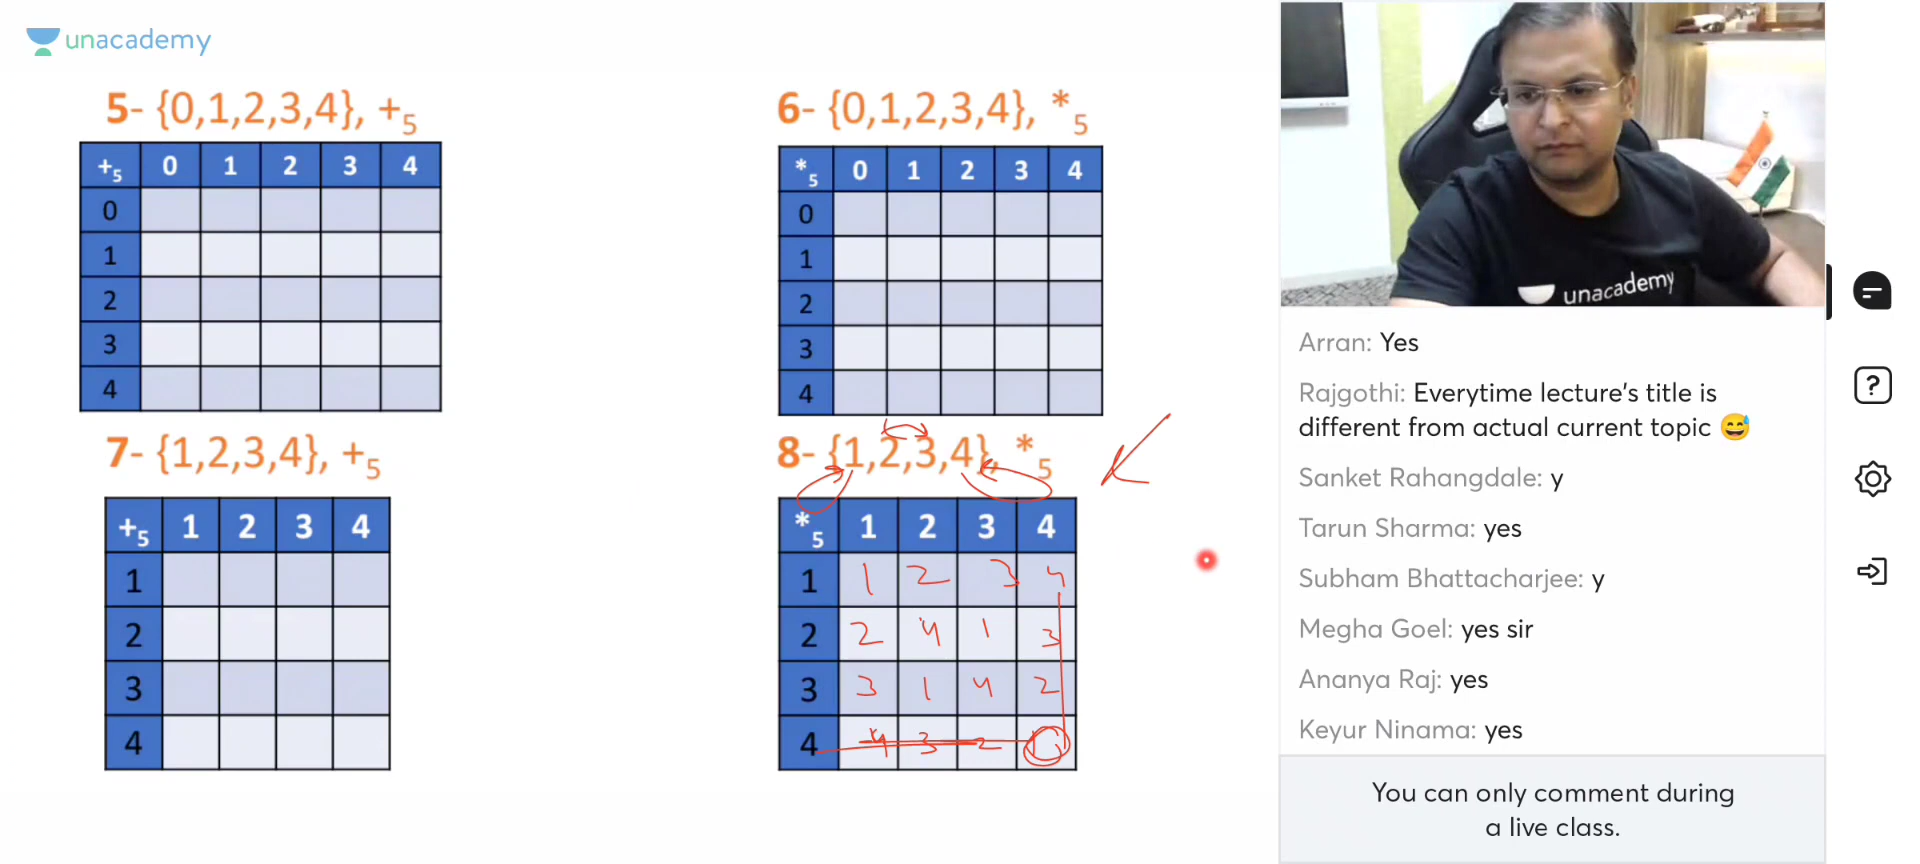 unacademy
5- {0,1,2,3,4}, +5
+5 0 1 2 3 4
0
1
2
3
4
6- {0,1,2,3,4}, *5
*5 0 1 2 3 4
0
1
2
3
4
7- {1,2,3,4}, +5
+5 1 2 3 4
1
2
3
4
8- {1,2,3,4}, *5
*5 1 2 3 4
1 1 2 3 4
2 2 4 1 3
3 3 1 4 2
4 4 3 2 1
unacademy
Arran: Yes
Rajgothi: Everytime lecture's title is
different from actual current topic 😅
Sanket Rahangdale: y
Tarun Sharma: yes
Subham Bhattacharjee: y
Megha Goel: yes sir
Ananya Raj: yes
Keyur Ninama: yes
You can only comment during
a live class.
?